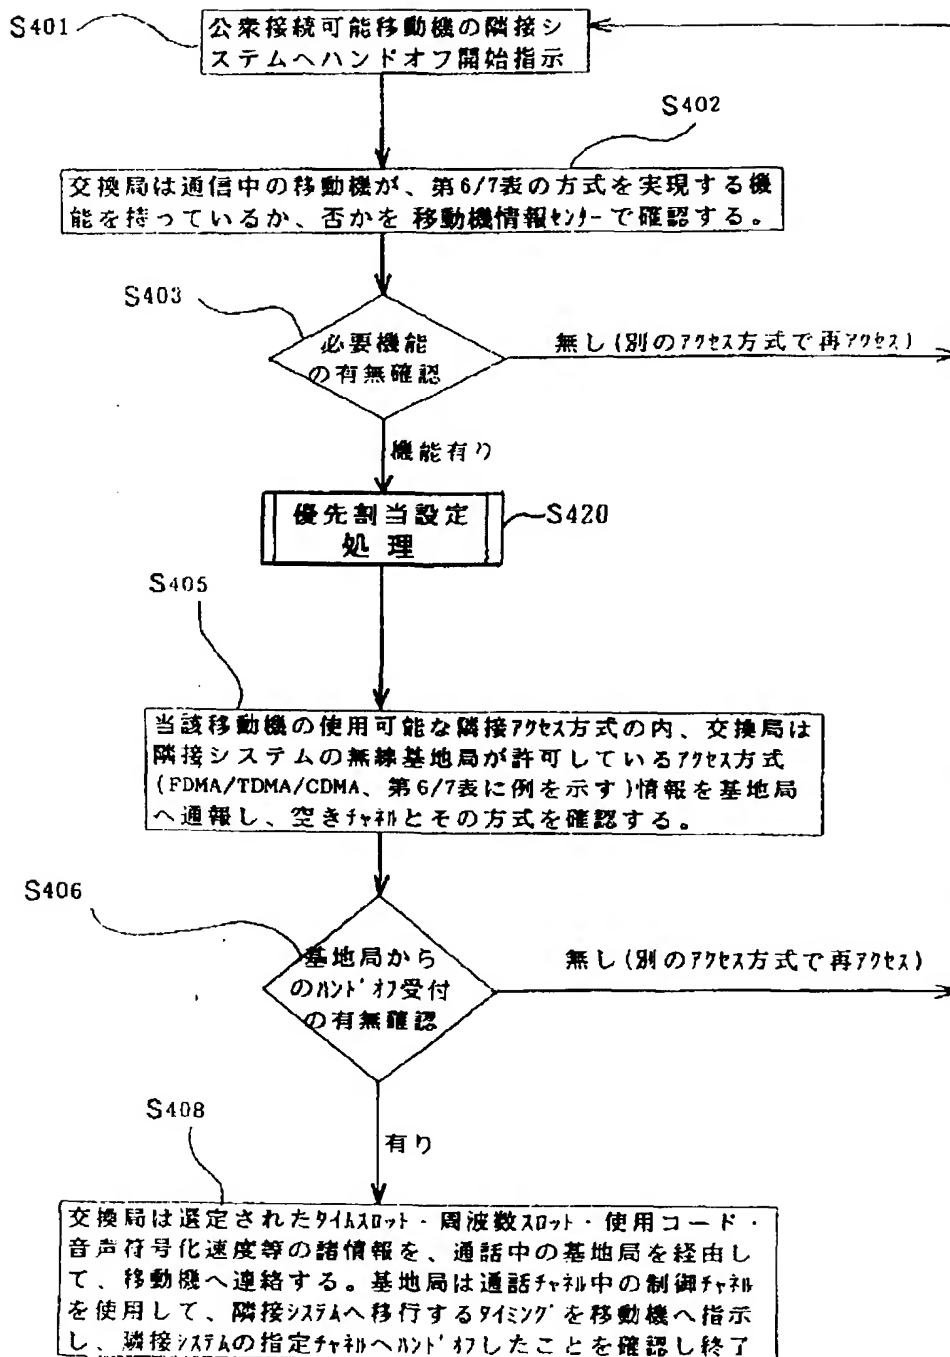 S401
公衆接続可能移動機の隣接シ
ステムへハンドオフ開始指示
S402
交換局は通信中の移動機が、第6/7表の方式を実現する機
能を持っているか、否かを 移動機情報ｾﾝﾀｰで確認する。
S403
必要機能
の有無確認
無し(別のｱｸｾｽ方式で再ｱｸｾｽ)
機能有り
優先割当設定
処 理
S420
S405
当該移動機の使用可能な隣接ｱｸｾｽ方式の内、交換局は
隣接システムの無線基地局が許可しているｱｸｾｽ方式
(FDMA/TDMA/CDMA、第6/7表に例を示す)情報を基地局
へ通報し、空きﾁｬﾈﾙとその方式を確認する。
S406
基地局から
のﾊﾝﾄﾞｵﾌ受付
の有無確認
無し(別のｱｸｾｽ方式で再ｱｸｾｽ)
S408
有り
交換局は選定されたﾀｲﾑｽﾛｯﾄ・周波数ｽﾛｯﾄ・使用コード・
音声符号化速度等の諸情報を、通話中の基地局を経由し
て、移動機へ連絡する。基地局は通話ﾁｬﾈﾙ中の制御ﾁｬﾈﾙ
を使用して、隣接ｼｽﾃﾑへ移行するﾀｲﾐﾝｸﾞを移動機へ指示
し、隣接ｼｽﾃﾑの指定ﾁｬﾈﾙへﾊﾝﾄﾞｵﾌしたことを確認し終了